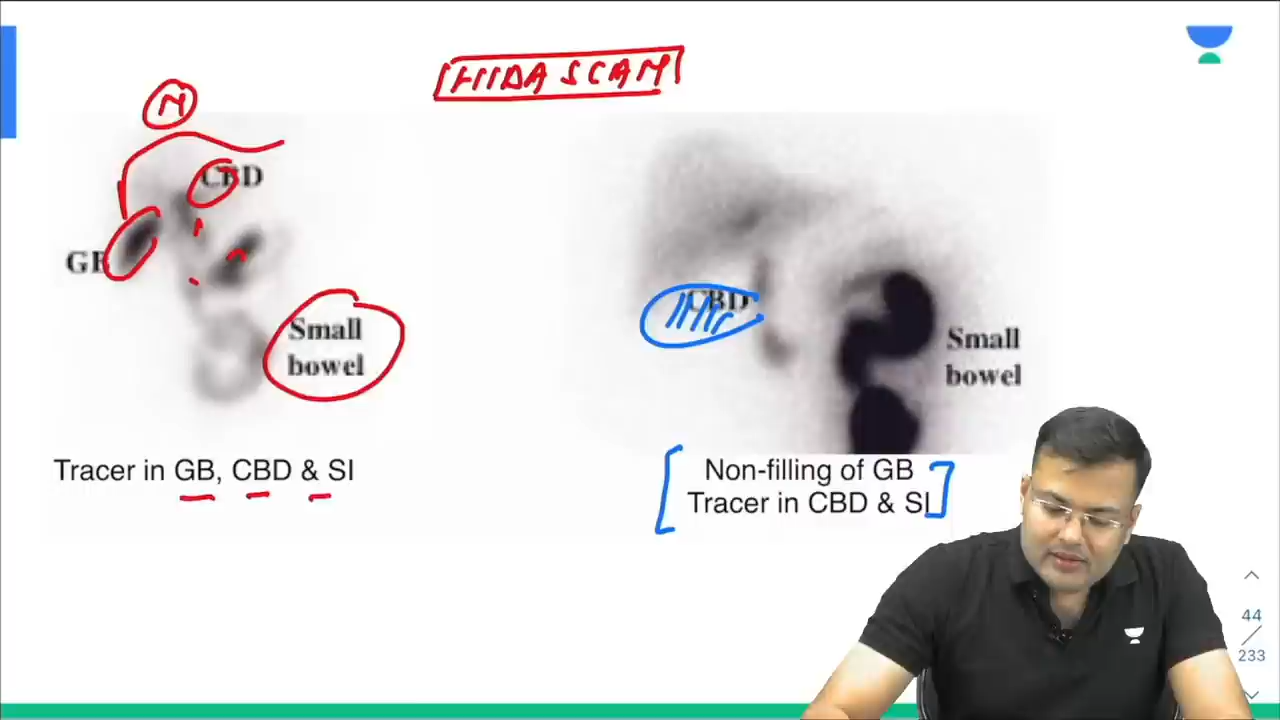 HIDA SCAN
N
CBD
GB
Small
bowel
Tracer in GB, CBD & SI
CBD
Small
bowel
Non-filling of GB
Tracer in CBD & SI
44
233